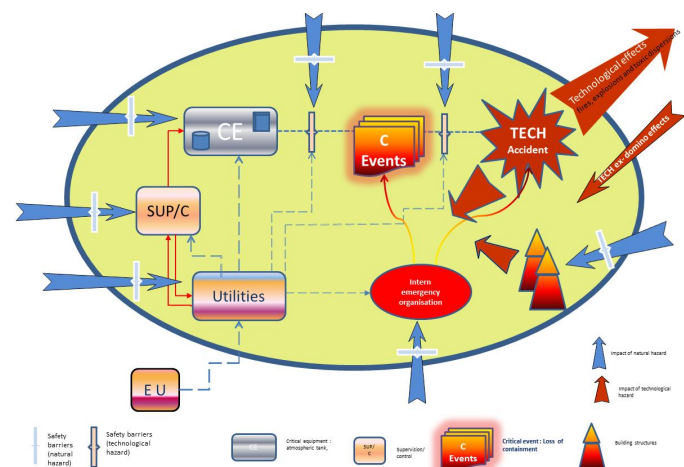 Technological effects
fires, explosions and toxic dispersions
CE
C
Events
TECH
Accident
TECH ex- domino effects
SUP/C
Utilities
Intern
emergency
organisation
E U
Impact of natural hazard
Impact of technological
hazard
Safety
barriers
(natural
hazard)
Safety barriers
(technological
hazard)
CE
Critical equipment :
atmospheric tank,
SUP/
C
Supervision/
control
C
Events
Critical event : Loss of
containment
Building structures